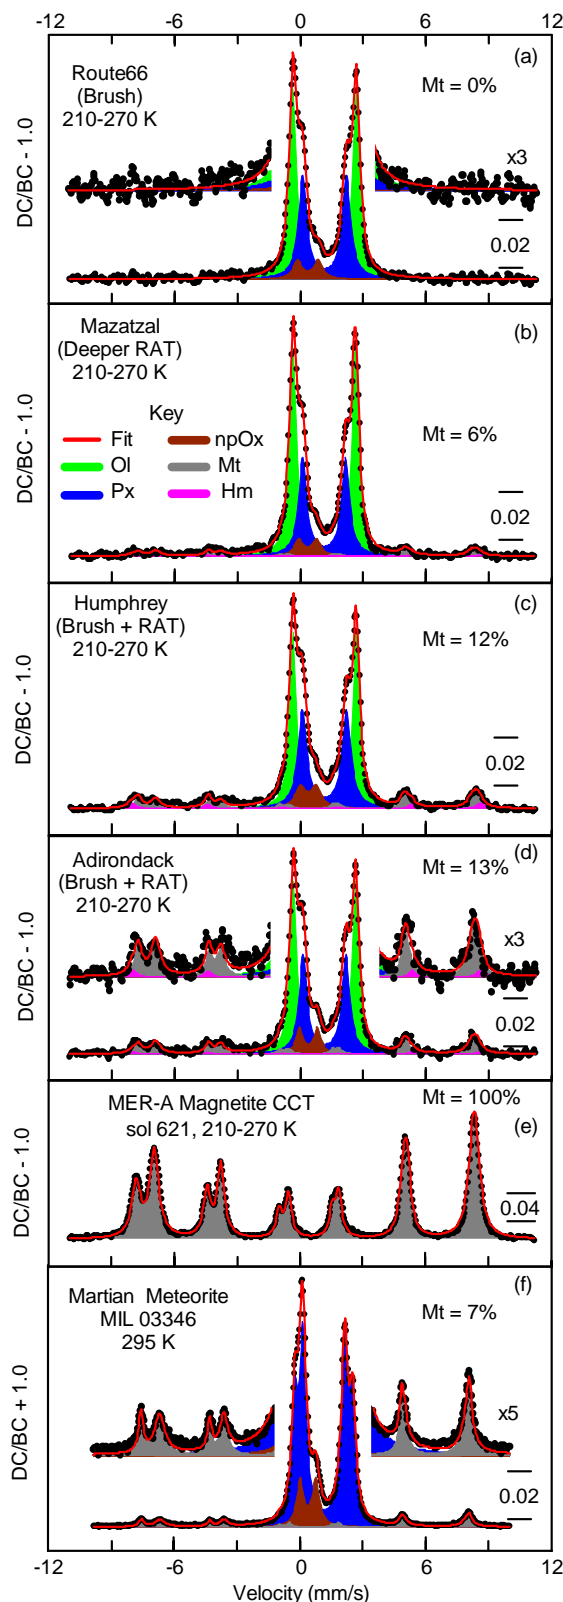 -12 -6 0 6 12
(a)
Route66
(Brush)
210-270 K
Mt = 0%
x3
0.02
DC/BC - 1.0
(b)
Mazatzal
(Deeper RAT)
210-270 K
Key
Fit npOx
Ol Mt
Px Hm
Mt = 6%
0.02
DC/BC - 1.0
(c)
Humphrey
(Brush + RAT)
210-270 K
Mt = 12%
0.02
DC/BC - 1.0
(d)
Adirondack
(Brush + RAT)
210-270 K
Mt = 13%
x3
0.02
DC/BC - 1.0
MER-A Magnetite CCT
sol 621, 210-270 K
Mt = 100%
(e)
0.04
DC/BC - 1.0
(f)
Martian Meteorite
MIL 03346
295 K
Mt = 7%
x5
0.02
DC/BC + 1.0
-12 -6 0 6 12
Velocity (mm/s)